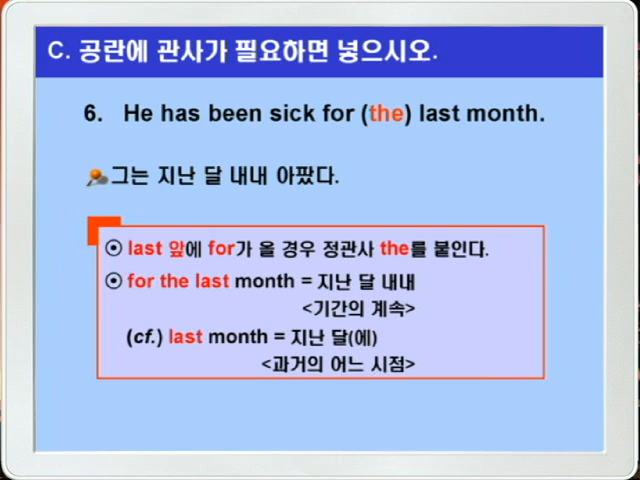 C. 공란에 관사가 필요하면 넣으시오.
6. He has been sick for (the) last month.
그는 지난 달 내내 아팠다.
⊙ last 앞에 for가 올 경우 정관사 the를 붙인다.
⊙ for the last month = 지난 달 내내
<기간의 계속>
(cf.) last month = 지난 달(에)
<과거의 어느 시점>